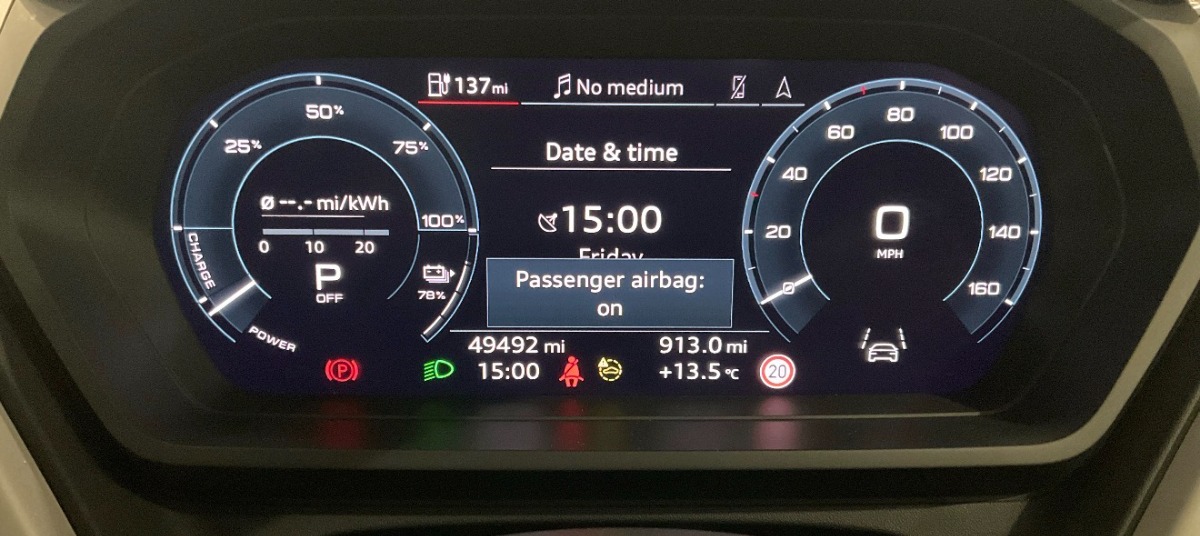 137mi
No medium
Date & time
15:00
Friday
Passenger airbag:
on
49492 mi
913.0 mi
15:00
+13.5 °C
20
25%
50%
75%
100%
Ø --.- mi/kWh
0 10 20
P
OFF
78%
CHARGE
POWER
P
0
20
40
60
80
100
120
140
160
0
MPH